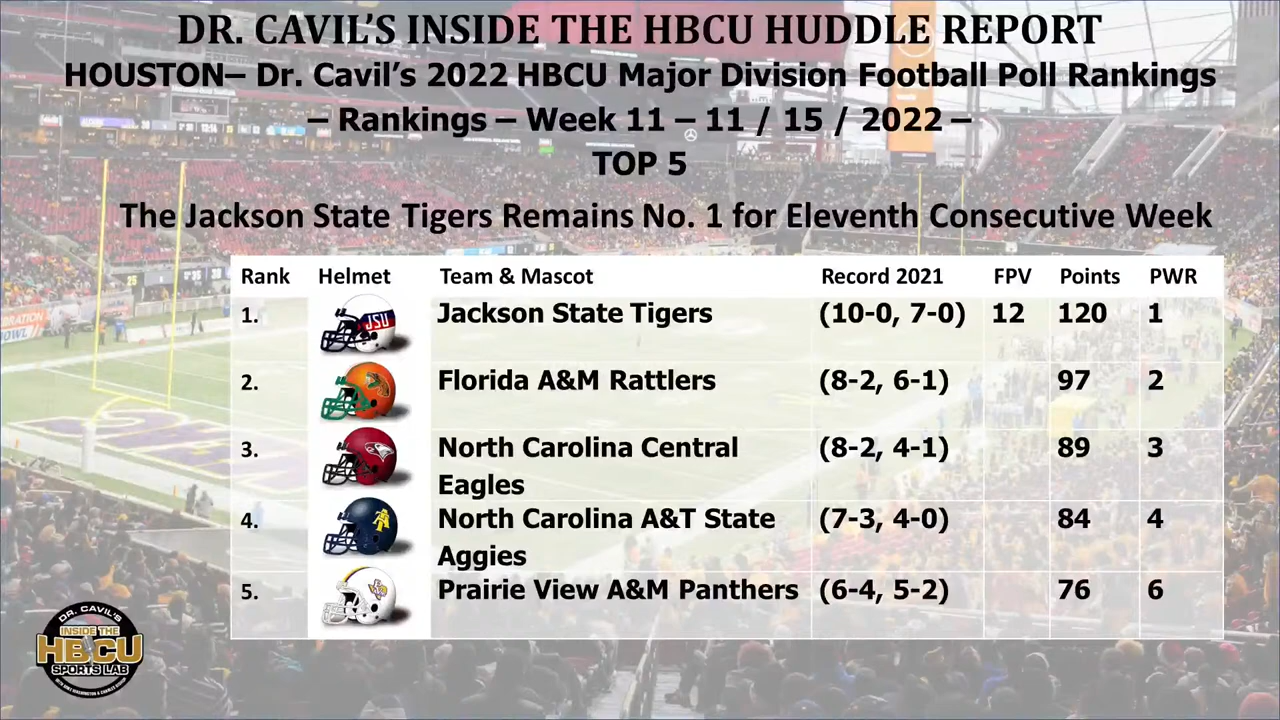 DR. CAVIL'S INSIDE THE HBCU HUDDLE REPORT
HOUSTON– Dr. Cavil's 2022 HBCU Major Division Football Poll Rankings
– Rankings – Week 11 – 11 / 15 / 2022 –
TOP 5
The Jackson State Tigers Remains No. 1 for Eleventh Consecutive Week
Rank Helmet Team & Mascot Record 2021 FPV Points PWR
1. JSU Jackson State Tigers (10-0, 7-0) 12 120 1
2. Florida A&M Rattlers (8-2, 6-1) 97 2
3. North Carolina Central (8-2, 4-1) 89 3
Eagles
4. North Carolina A&T State (7-3, 4-0) 84 4
Aggies
5. Prairie View A&M Panthers (6-4, 5-2) 76 6
DR. CAVIL'S
INSIDE THE
HBCU
SPORTS LAB